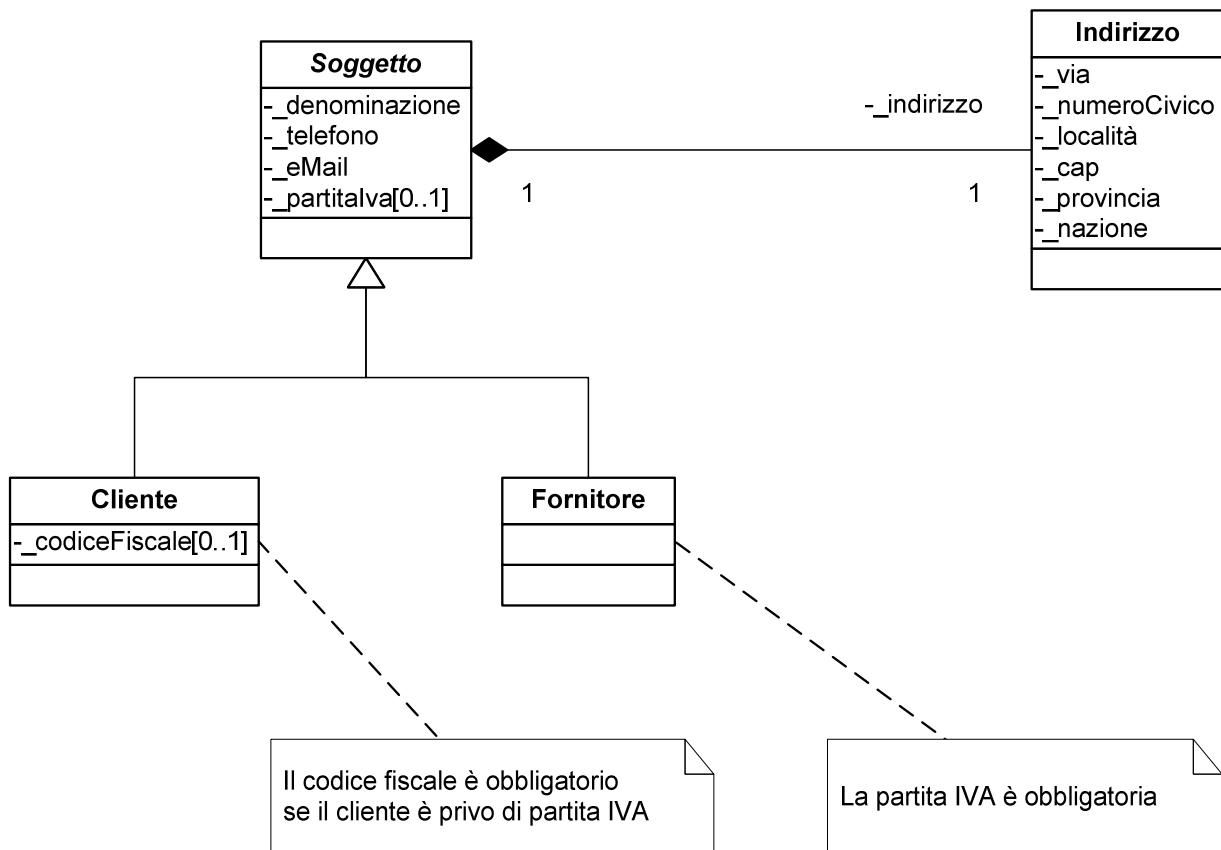 Soggetto
-_denominazione
-_telefono
-_eMail
-_partitaIva[0..1]
1
-_indirizzo
1
Indirizzo
-_via
-_numeroCivico
-_località
-_cap
-_provincia
-_nazione
Cliente
-_codiceFiscale[0..1]
Fornitore
Il codice fiscale è obbligatorio
se il cliente è privo di partita IVA
La partita IVA è obbligatoria